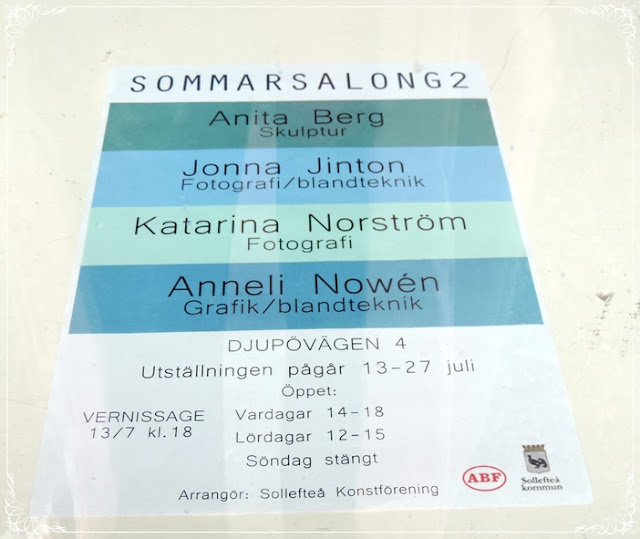 SOMMARSALONG2
Anita Berg
Skulptur
Jonna Jinton
Fotografi/blandteknik
Katarina Norström
Fotografi
Anneli Nowén
Grafik/blandteknik
DJUPÖVÄGEN 4
Utställningen pågår 13-27 juli
Öppet:
VERNISSAGE
13/7 kl.18
Vardagar 14-18
Lördagar 12-15
Söndag stängt
Arrangör: Sollefteå Konstförening
ABF
Sollefteå
kommun